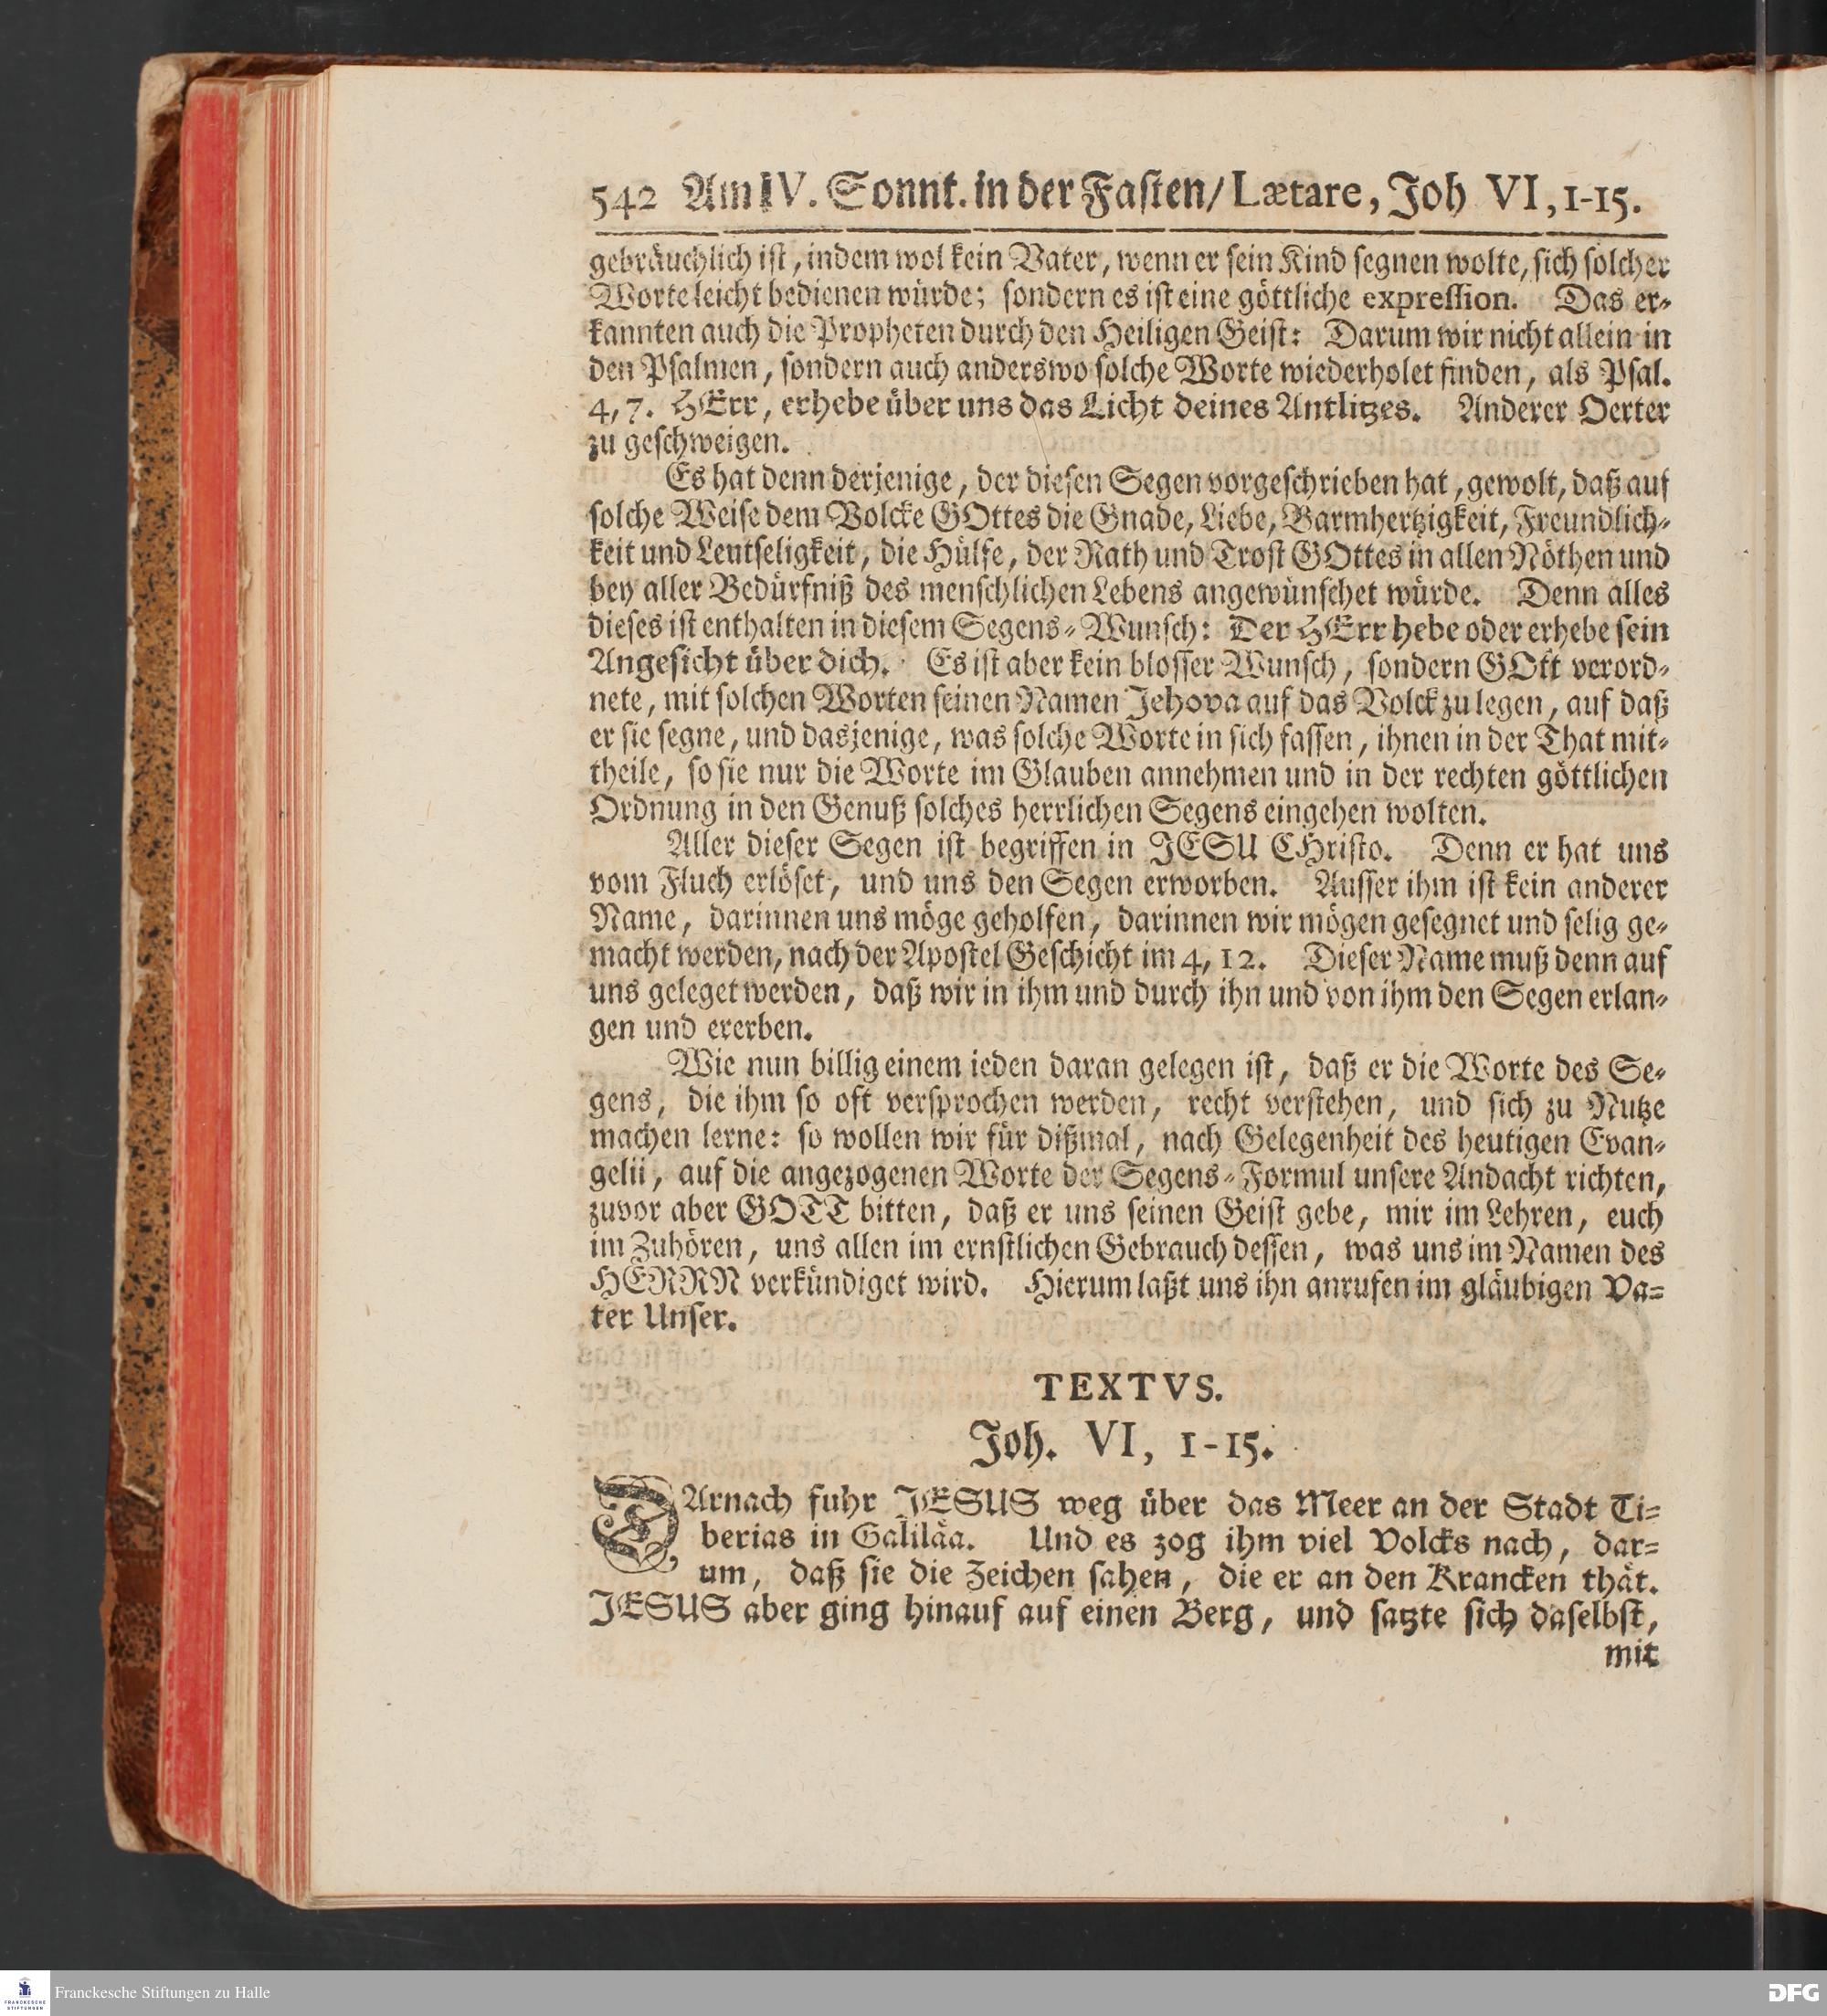 542 Am IV. Sonnt. in der Fasten/ Lætare, Joh VI, 1-15.
gebräuchlich ist, indem wol kein Vater, wenn er sein Kind segnen wolte, sich solcher
Worte leicht bedienen würde; sondern es ist eine göttliche expression. Das er-
kannten auch die Propheten durch den Heiligen Geist: Darum wir nicht allein in
den Psalmen, sondern auch anderswo solche Worte wiederholet finden, als Psal.
4, 7. HErr, erhebe über uns das Licht deines Antlitzes. Anderer Oerter
zu geschweigen.
Es hat denn derjenige, der diesen Segen vorgeschrieben hat, gewolt, daß auf
solche Weise dem Volcke GOttes die Gnade, Liebe, Barmhertzigkeit, Freundlich-
keit und Leutseligkeit, die Hülfe, der Rath und Trost GOttes in allen Nöthen und
bey aller Bedürfniß des menschlichen Lebens angewünschet würde. Denn alles
dieses ist enthalten in diesem Segens-Wunsch: Der HErr hebe oder erhebe sein
Angesicht über dich. Es ist aber kein blosser Wunsch, sondern GOtt verord-
nete, mit solchen Worten seinen Namen Jehova auf das Volck zu legen, auf daß
er sie segne, und dasjenige, was solche Worte in sich fassen, ihnen in der That mit-
theile, so sie nur die Worte im Glauben annehmen und in der rechten göttlichen
Ordnung in den Genuß solches herrlichen Segens eingehen wolten.
Aller dieser Segen ist begriffen in JESU CHristo. Denn er hat uns
vom Fluch erlöset, und uns den Segen erworben. Ausser ihm ist kein anderer
Name, darinnen uns möge geholfen, darinnen wir mögen gesegnet und selig ge-
macht werden, nach der Apostel Geschicht im 4, 12. Dieser Name muß denn auf
uns geleget werden, daß wir in ihm und durch ihn und von ihm den Segen erlan-
gen und ererben.
Wie nun billig einem ieden daran gelegen ist, daß er die Worte des Se-
gens, die ihm so oft versprochen werden, recht verstehen, und sich zu Nutze
machen lerne: so wollen wir für dißmal, nach Gelegenheit des heutigen Evan-
gelii, auf die angezogenen Worte der Segens-Formul unsere Andacht richten,
zuvor aber GOTT bitten, daß er uns seinen Geist gebe, mir im Lehren, euch
im Zuhören, uns allen im ernstlichen Gebrauch dessen, was uns im Namen des
HERRN verkündiget wird. Hierum laßt uns ihn anrufen im gläubigen Va-
ter Unser.
TEXTVS.
Joh. VI, 1-15.
DArnach fuhr JESUS weg über das Meer an der Stadt Ti-
berias in Galiläa. Und es zog ihm viel Volcks nach, dar-
um, daß sie die Zeichen sahen, die er an den Krancken thät.
JESUS aber ging hinauf auf einen Berg, und satzte sich daselbst,
mit
FRANCKESCHE
STIFTUNGEN
Franckesche Stiftungen zu Halle
DFG